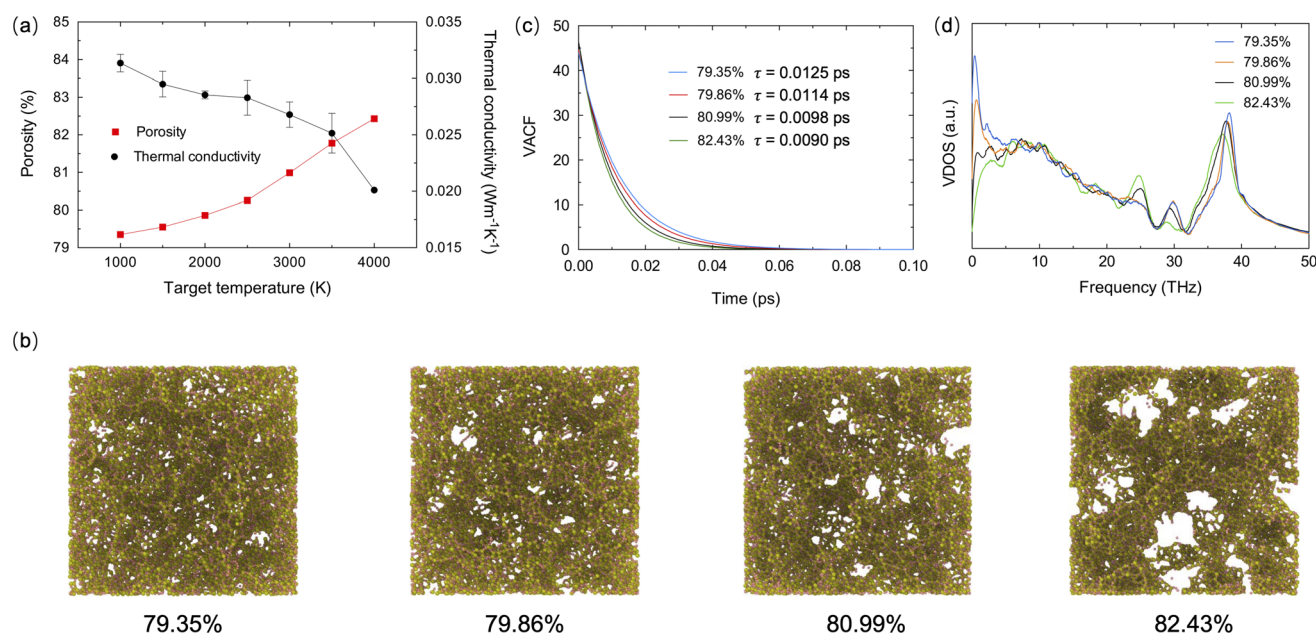 (a)
85
84
83
82
81
80
79
Porosity (%)
0.035
0.030
0.025
0.020
0.015
Thermal conductivity (Wm⁻¹K⁻¹)
Porosity
Thermal conductivity
1000 2000 3000 4000
Target temperature (K)
(c)
50
40
30
20
10
0
VACF
79.35% τ = 0.0125 ps
79.86% τ = 0.0114 ps
80.99% τ = 0.0098 ps
82.43% τ = 0.0090 ps
0.00 0.02 0.04 0.06 0.08 0.10
Time (ps)
(d)
VDOS (a.u.)
79.35%
79.86%
80.99%
82.43%
0 10 20 30 40 50
Frequency (THz)
(b)
79.35% 79.86% 80.99% 82.43%